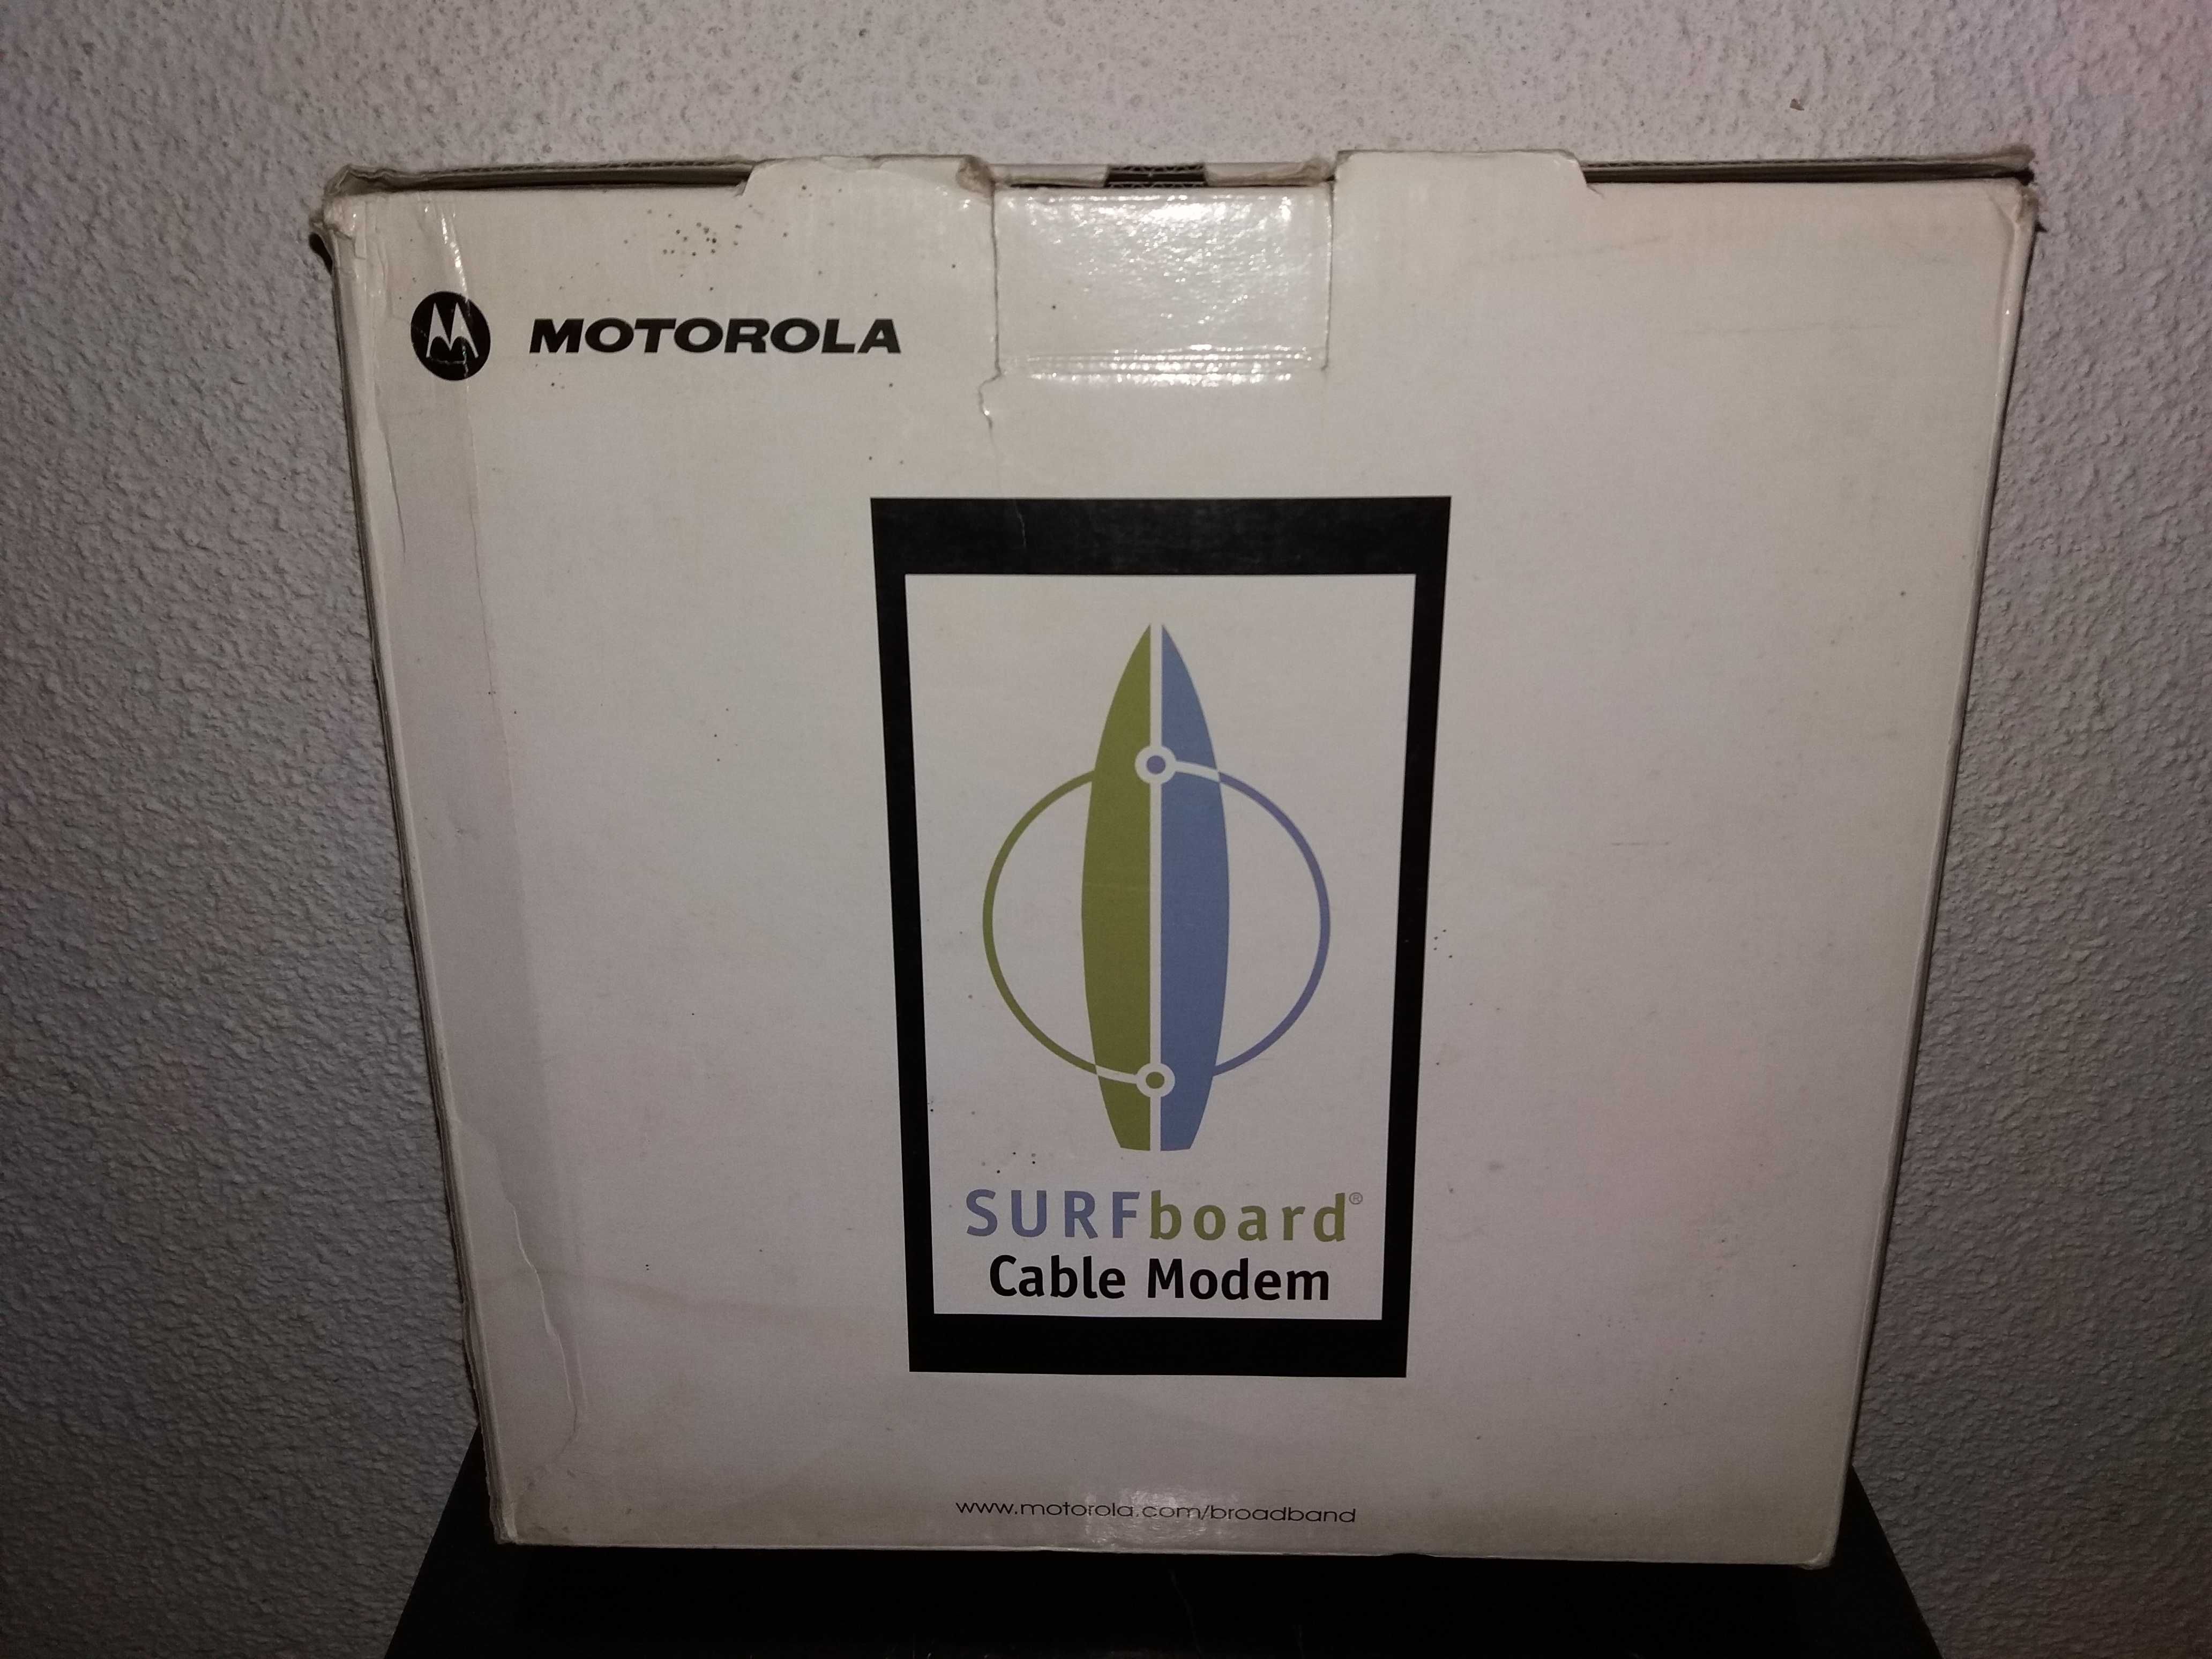 MOTOROLA
SURFboard®
Cable Modem
www.motorola.com/broadband